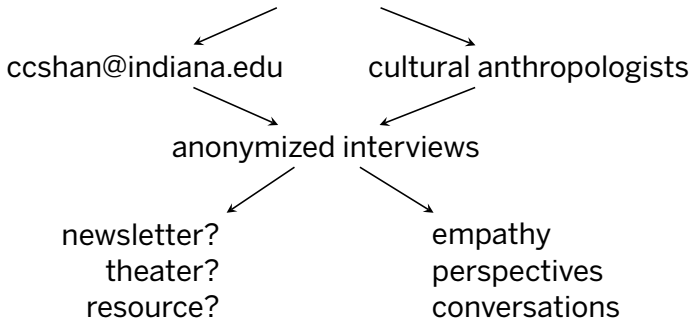 ccshan@indiana.edu
cultural anthropologists
anonymized interviews
newsletter?
theater?
resource?
empathy
perspectives
conversations